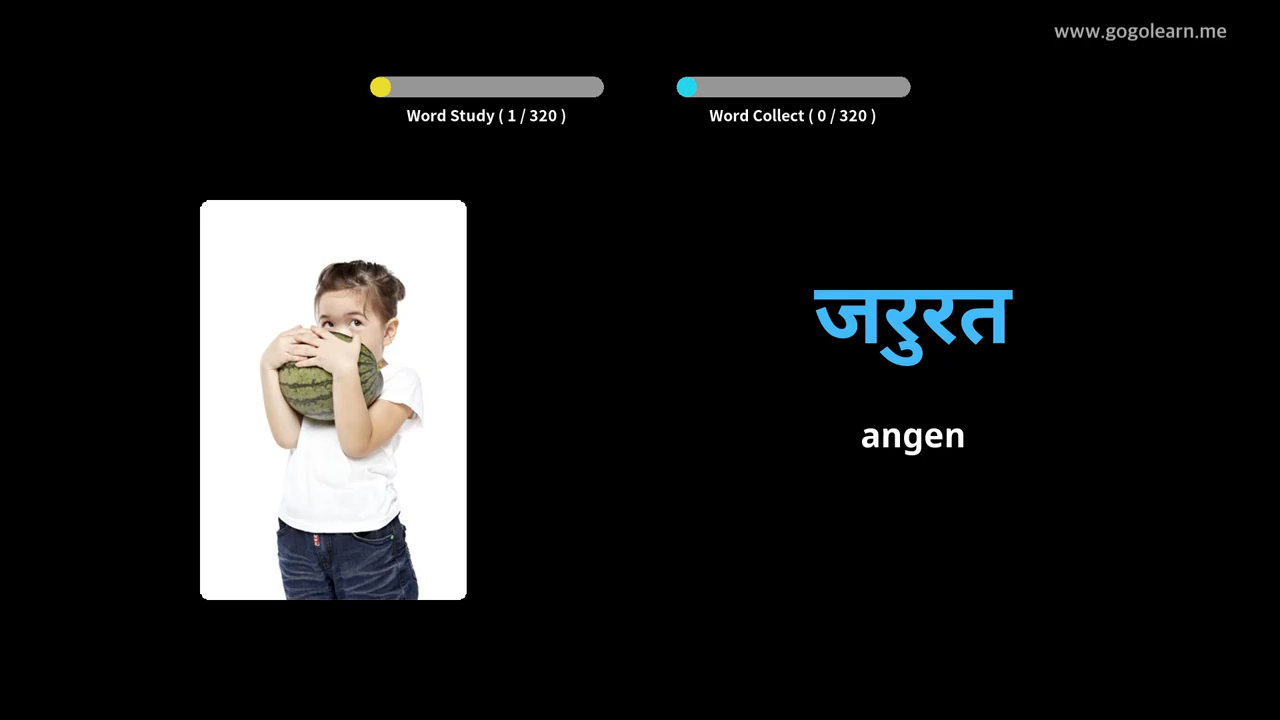 www.gogolearn.me
Word Study ( 1 / 320 )
Word Collect ( 0 / 320 )
जरुरत
angen